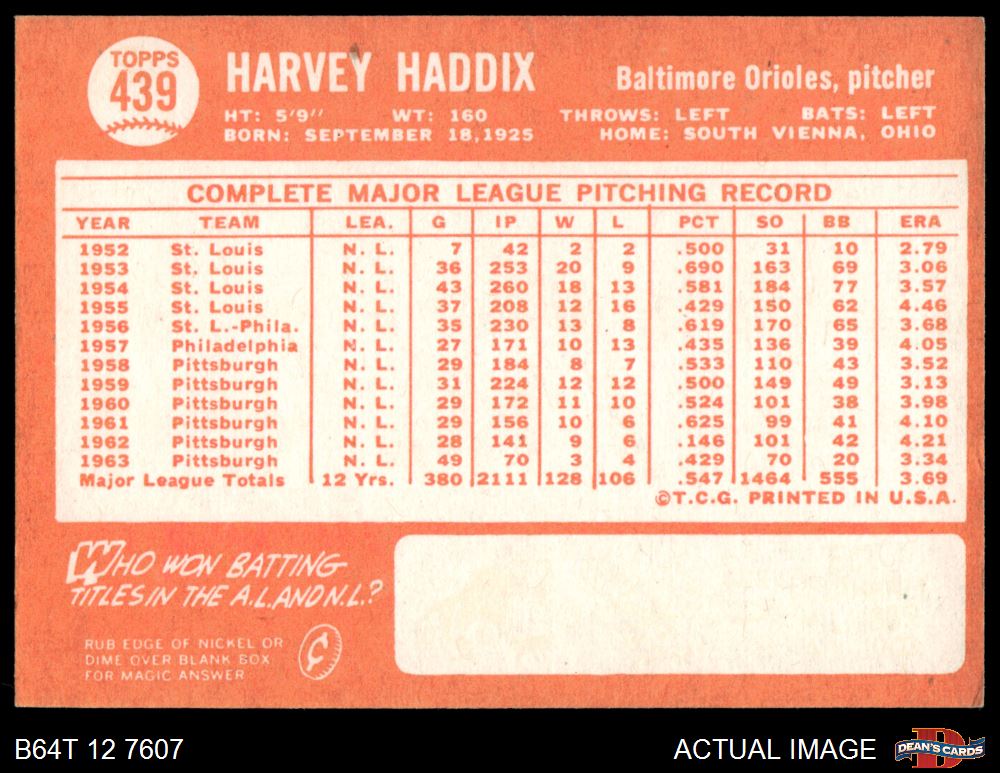 TOPPS
439
HARVEY HADDIX
Baltimore Orioles, pitcher
HT: 5'9" WT: 160 THROWS: LEFT BATS: LEFT
BORN: SEPTEMBER 18, 1925 HOME: SOUTH VIENNA, OHIO
COMPLETE MAJOR LEAGUE PITCHING RECORD
YEAR TEAM LEA. G IP W L PCT SO BB ERA
1952 St. Louis N. L. 7 42 2 2 .500 31 10 2.79
1953 St. Louis N. L. 36 253 20 9 .690 163 69 3.06
1954 St. Louis N. L. 43 260 18 13 .581 184 77 3.57
1955 St. Louis N. L. 37 208 12 16 .429 150 62 4.46
1956 St. L.-Phila. N. L. 35 230 13 8 .619 170 65 3.68
1957 Philadelphia N. L. 27 171 10 13 .435 136 39 4.05
1958 Pittsburgh N. L. 29 184 8 7 .533 110 43 3.52
1959 Pittsburgh N. L. 31 224 12 12 .500 149 49 3.13
1960 Pittsburgh N. L. 29 172 11 10 .524 101 38 3.98
1961 Pittsburgh N. L. 29 156 10 6 .625 99 41 4.10
1962 Pittsburgh N. L. 28 141 9 6 .146 101 42 4.21
1963 Pittsburgh N. L. 49 70 3 4 .429 70 20 3.34
Major League Totals 12 Yrs. 380 2111 128 106 .547 1464 555 3.69
©T.C.G. PRINTED IN U.S.A.
WHO WON BATTING
TITLES IN THE A.L. AND N.L.?
RUB EDGE OF NICKEL OR
DIME OVER BLANK BOX
FOR MAGIC ANSWER
¢
B64T 12 7607
ACTUAL IMAGE
D
DEAN'S CARDS